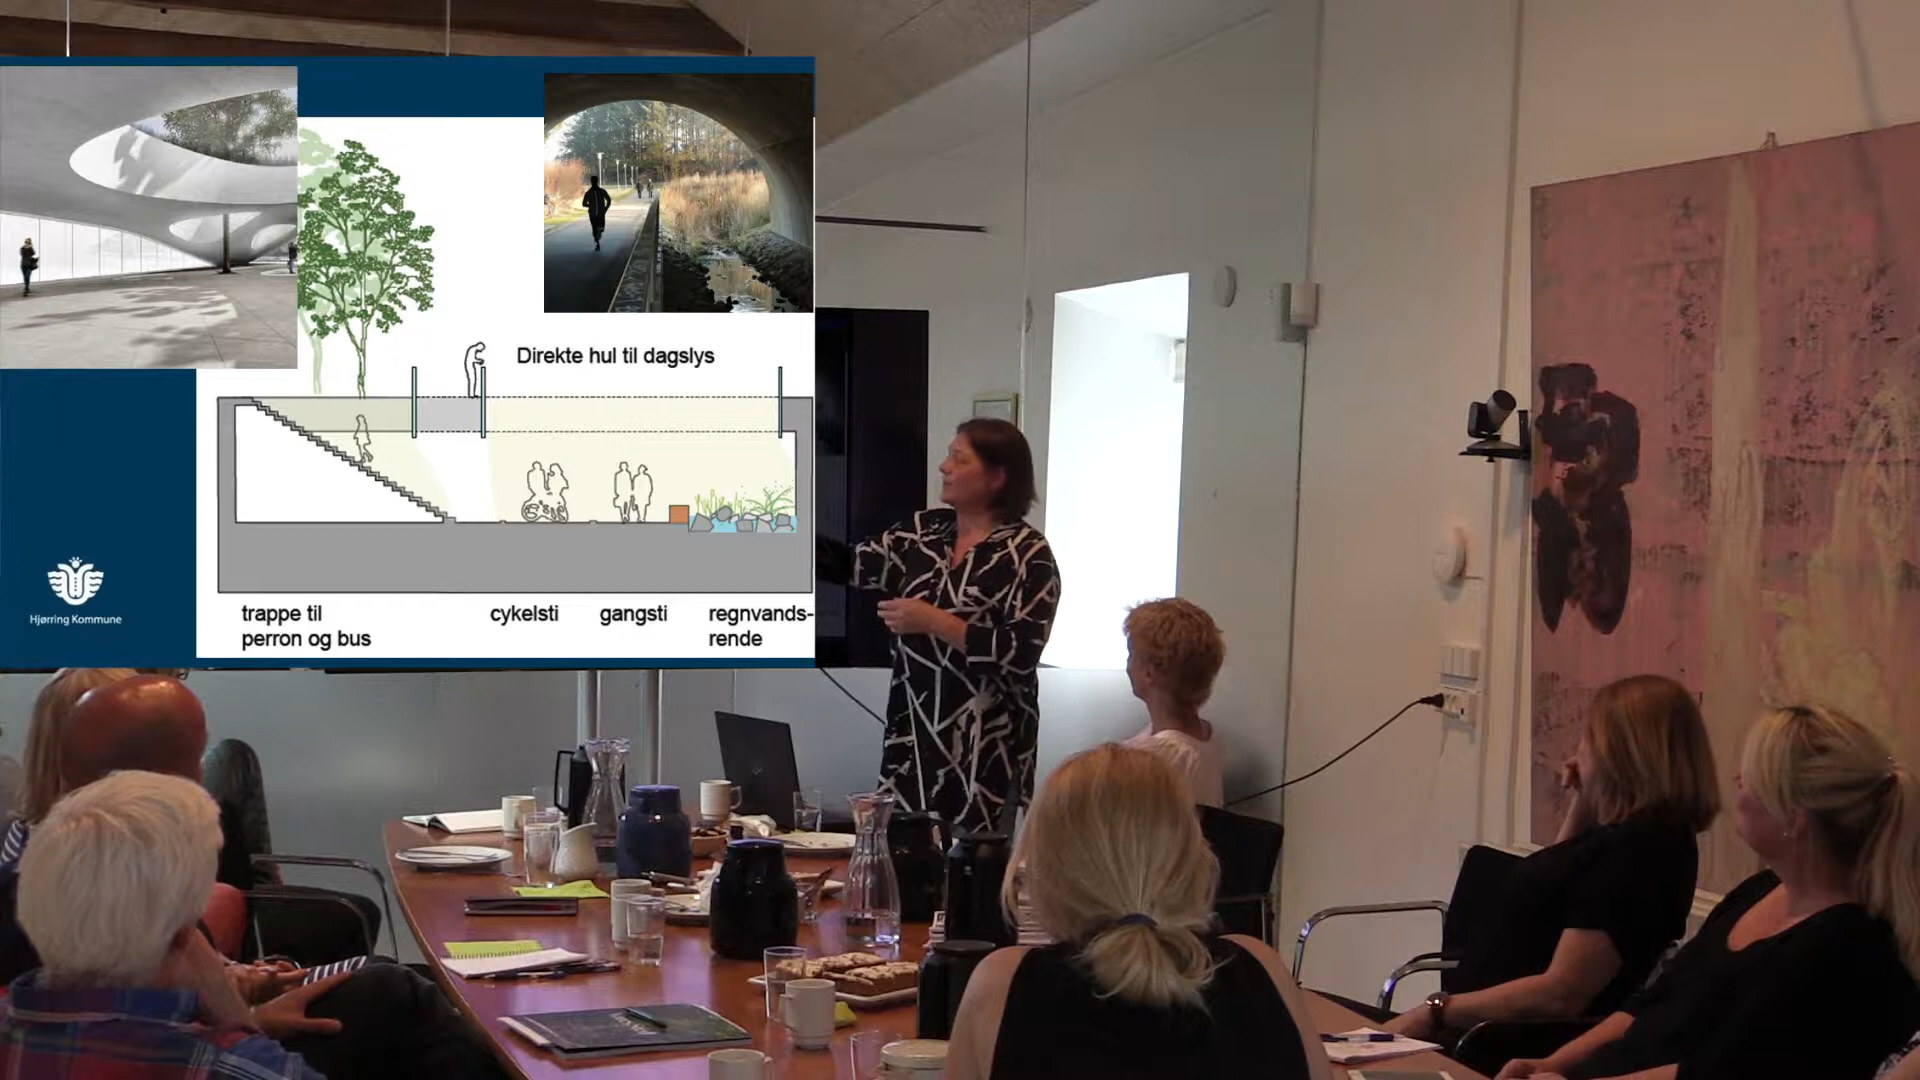 Direkte hul til dagslys
trappe til
perron og bus
cykelsti
gangsti
regnvands-
rende
Hjørring Kommune